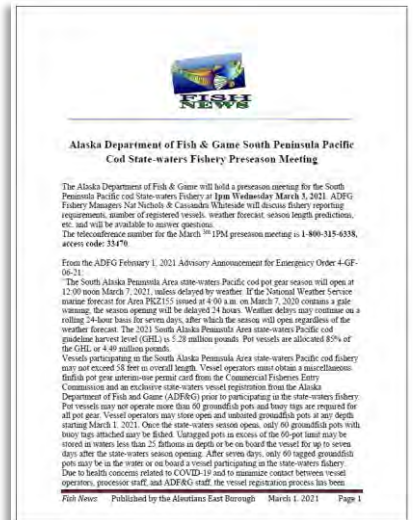 FISH
NEWS
Alaska Department of Fish & Game South Peninsula Pacific
Cod State-waters Fishery Preseason Meeting
The Alaska Department of Fish & Game will hold a preseason meeting for the South
Peninsula Pacific cod State-waters Fishery at 1pm Wednesday March 3, 2021. ADFG
Fishery Managers Nat Nichols & Cassandra Whiteside will discuss fishery reporting
requirements, number of registered vessels, weather forecast, season length predictions,
etc. and will be available to answer questions.
The teleconference number for the March 3rd 1PM preseason meeting is 1-800-315-6338,
access code: 33470.
From the ADFG February 1, 2021 Advisory Announcement for Emergency Order 4-GF-
06-21:
"The South Alaska Peninsula Area state-waters Pacific cod pot gear season will open at
12:00 noon March 7, 2021, unless delayed by weather. If the National Weather Service
marine forecast for Area PKZ155 issued at 4:00 a.m. on March 7, 2020 contains a gale
warning, the season opening will be delayed 24 hours. Weather delays may continue on a
rolling 24-hour basis for seven days, after which the season will open regardless of the
weather forecast. The 2021 South Alaska Peninsula Area state-waters Pacific cod
guideline harvest level (GHL) is 5.28 million pounds. Pot vessels are allocated 85% of
the GHL or 4.49 million pounds.
Vessels participating in the South Alaska Peninsula Area state-waters Pacific cod fishery
may not exceed 58 feet in overall length. Vessel operators must obtain a miscellaneous
finfish pot gear interim-use permit card from the Commercial Fisheries Entry
Commission and an exclusive state-waters vessel registration from the Alaska
Department of Fish and Game (ADF&G) prior to participating in the state-waters fishery.
Pot vessels may not operate more than 60 groundfish pots and buoy tags are required for
all pot gear. Vessel operators may store open and unbaited groundfish pots at any depth
starting March 1, 2021. Once the state-waters season opens, only 60 groundfish pots with
buoy tags attached may be fished. Untagged pots in excess of the 60-pot limit may be
stored in waters less than 25 fathoms in depth or be on board the vessel for up to seven
days after the state-waters season opening. After seven days, only 60 tagged groundfish
pots may be in the water or on board a vessel participating in the state-waters fishery.
Due to health concerns related to COVID-19 and to minimize contact between vessel
operators, processor staff, and ADF&G staff, the vessel registration process has been
Fish News Published by the Aleutians East Borough March 1, 2021 Page 1